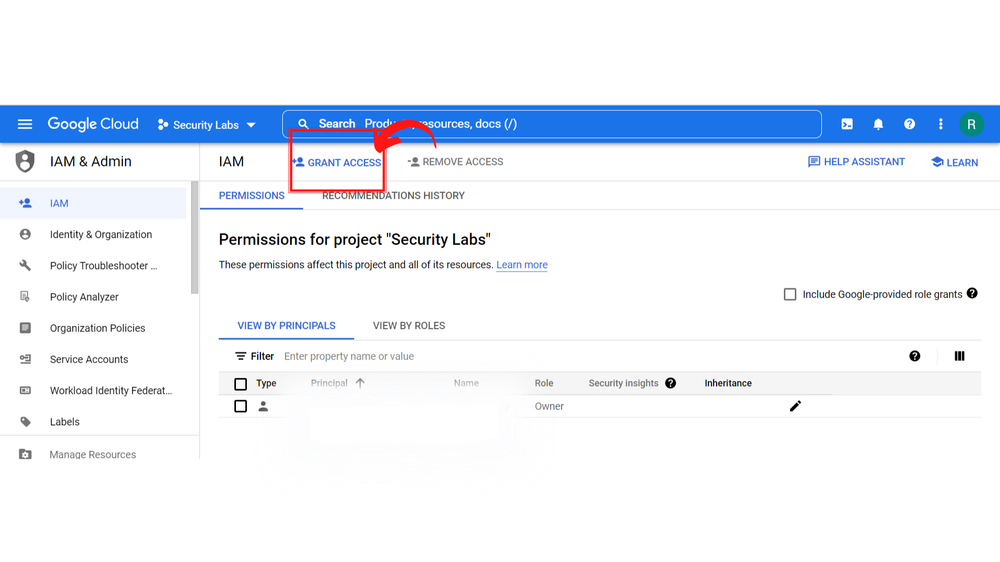 Google Cloud
Security Labs
Search Products, resources, docs (/)
R
IAM & Admin
IAM
GRANT ACCESS
REMOVE ACCESS
HELP ASSISTANT
LEARN
IAM
Identity & Organization
Policy Troubleshooter ...
Policy Analyzer
Organization Policies
Service Accounts
Workload Identity Federat...
Labels
Manage Resources
PERMISSIONS
RECOMMENDATIONS HISTORY
Permissions for project "Security Labs"
These permissions affect this project and all of its resources. Learn more
Include Google-provided role grants
VIEW BY PRINCIPALS
VIEW BY ROLES
Filter Enter property name or value
Type Principal Name Role Security insights Inheritance
Owner